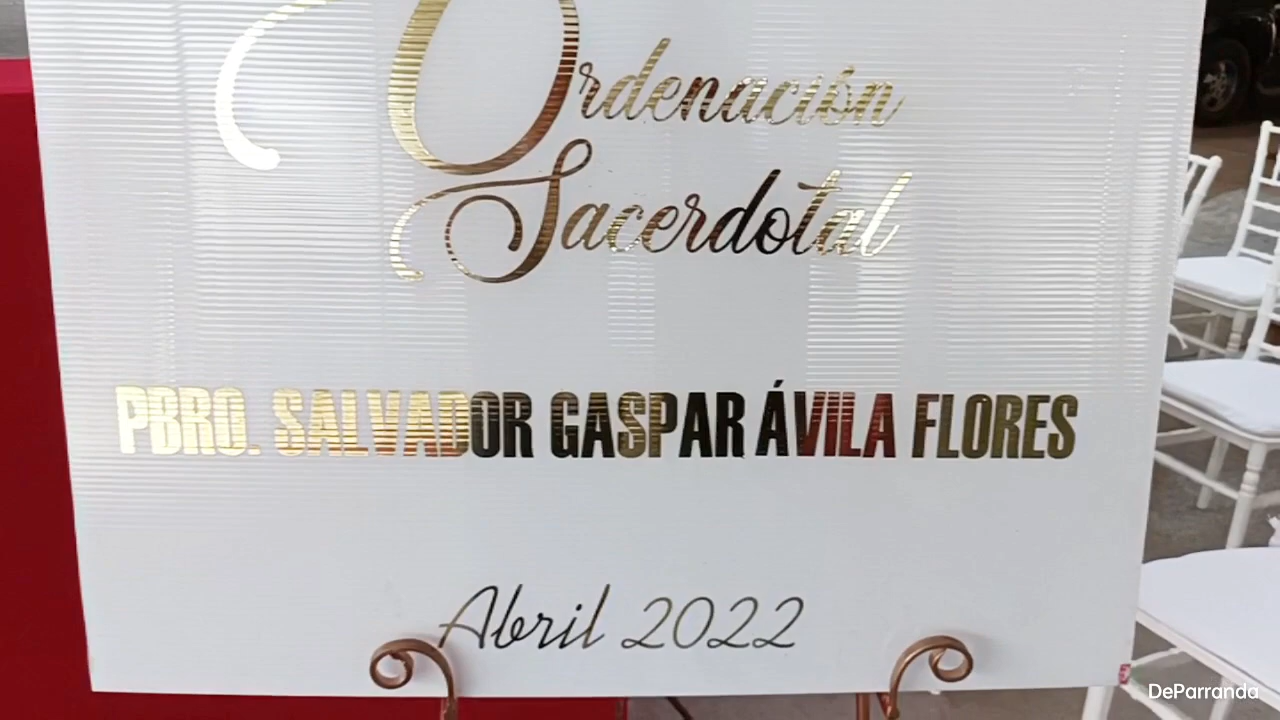 Ordenación
Sacerdotal
PBRO. SALVADOR GASPAR ÁVILA FLORES
Abril 2022
DeParranda